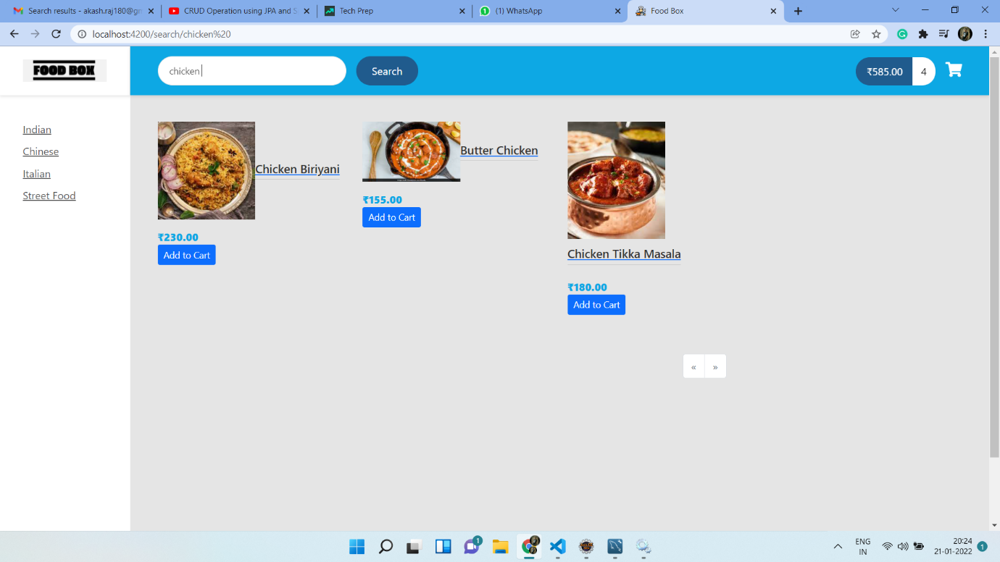 Search results - akash.raj180@gm
CRUD Operation using JPA and S
Tech Prep
(1) WhatsApp
Food Box
localhost:4200/search/chicken%20
FOOD BOX
chicken
Search
₹585.00
4
Indian
Chinese
Italian
Street Food
Chicken Biriyani
₹230.00
Add to Cart
Butter Chicken
₹155.00
Add to Cart
Chicken Tikka Masala
₹180.00
Add to Cart
«
»
1
ENG
IN
20:24
21-01-2022
1